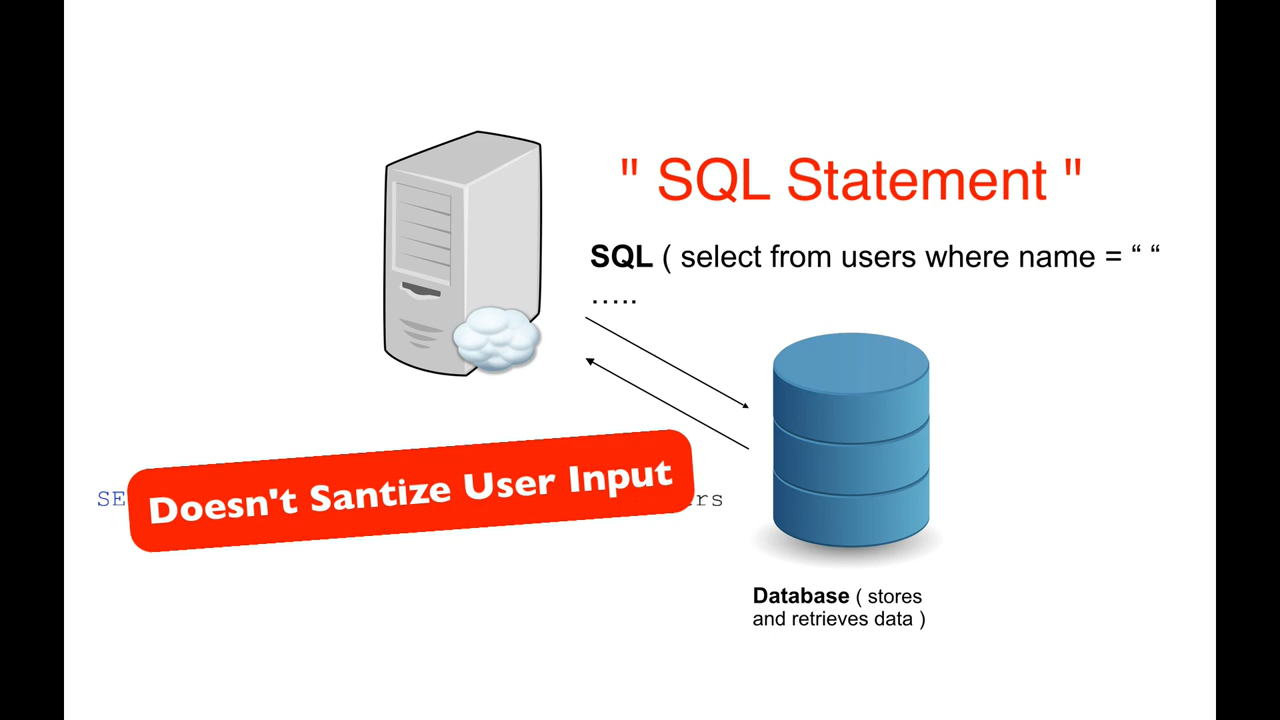 " SQL Statement "
SQL ( select from users where name = “ “
…..
Doesn't Santize User Input
Database ( stores
and retrieves data )